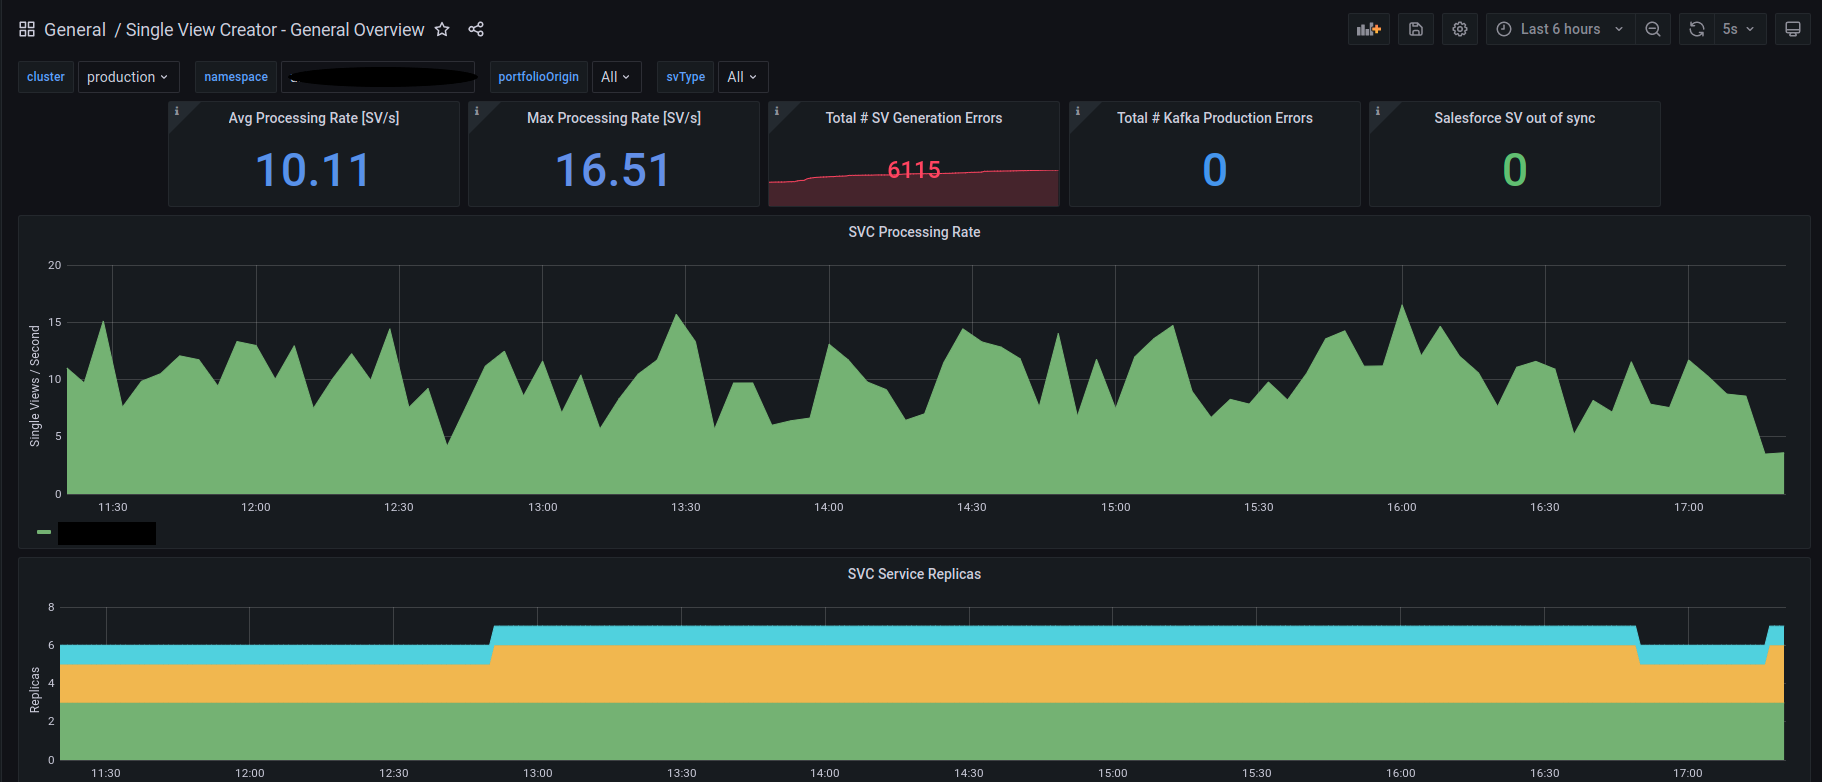 General / Single View Creator - General Overview
Last 6 hours
5s
cluster production namespace portfolioOrigin All svType All
Avg Processing Rate [SV/s]
10.11
Max Processing Rate [SV/s]
16.51
Total # SV Generation Errors
6115
Total # Kafka Production Errors
0
Salesforce SV out of sync
0
SVC Processing Rate
Single Views / Second
20
15
10
5
0
11:30 12:00 12:30 13:00 13:30 14:00 14:30 15:00 15:30 16:00 16:30 17:00
SVC Service Replicas
Replicas
8
6
4
2
0
11:30 12:00 12:30 13:00 13:30 14:00 14:30 15:00 15:30 16:00 16:30 17:00